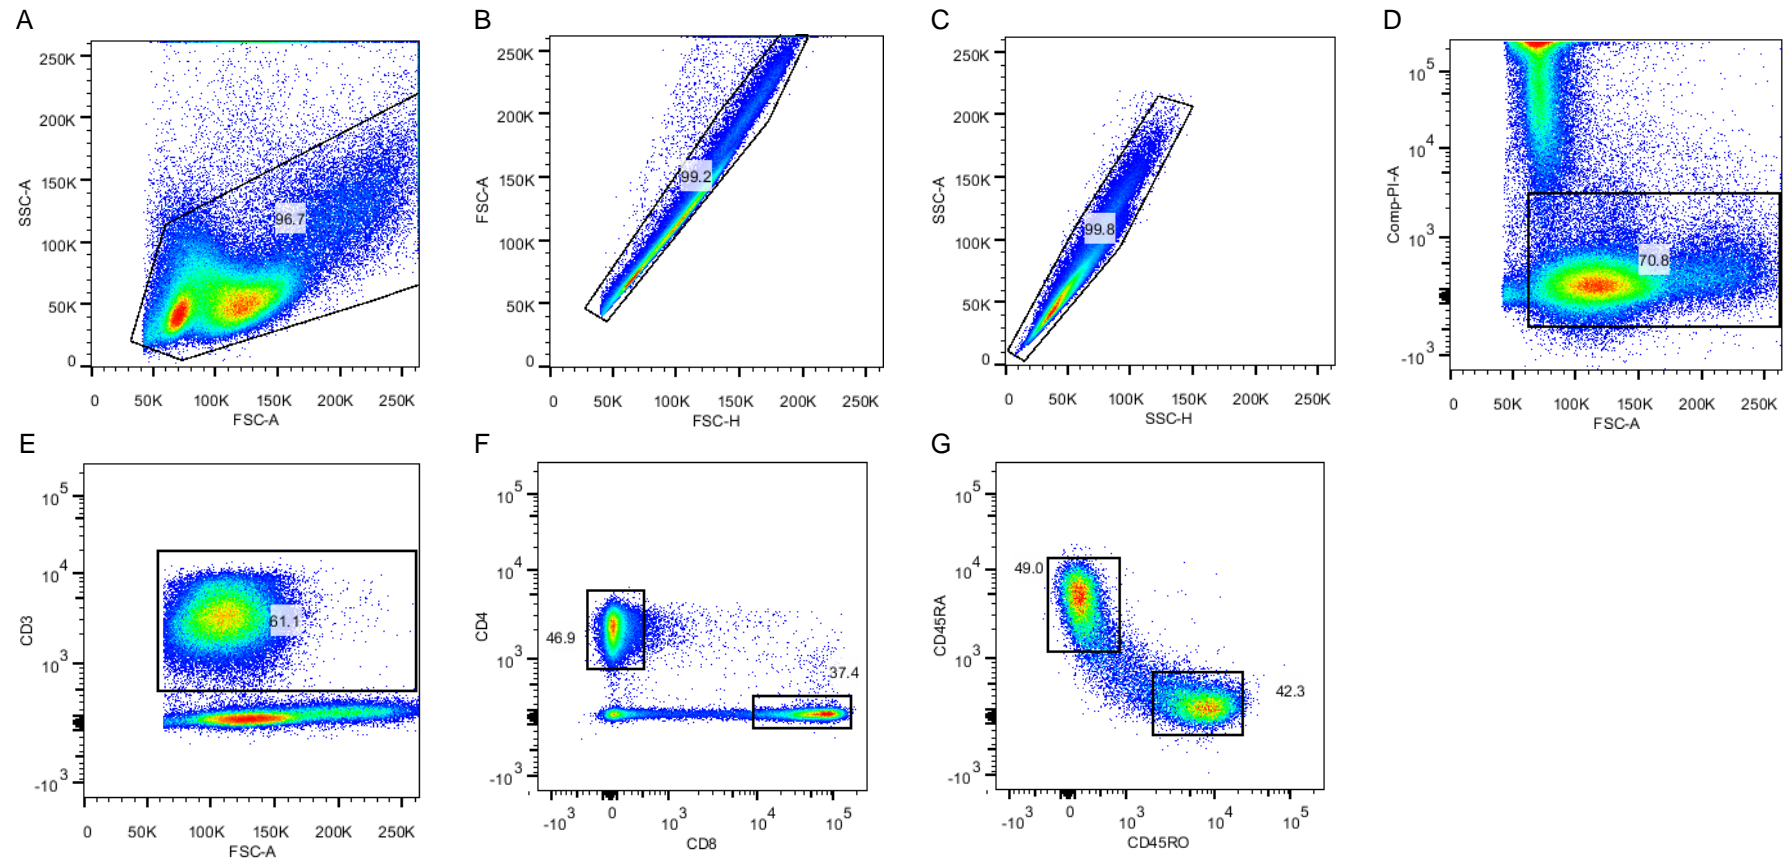 A
250K
200K
150K
100K
50K
0
SSC-A
96.7
0 50K 100K 150K 200K 250K
FSC-A
B
250K
200K
150K
100K
50K
0
FSC-A
99.2
0 50K 100K 150K 200K 250K
FSC-H
C
250K
200K
150K
100K
50K
0
SSC-A
99.8
0 50K 100K 150K 200K 250K
SSC-H
D
10^5
10^4
10^3
-10^3
Comp-PI-A
70.8
0 50K 100K 150K 200K 250K
FSC-A
E
10^5
10^4
10^3
-10^3
CD3
61.1
0 50K 100K 150K 200K 250K
FSC-A
F
10^5
10^4
10^3
-10^3
CD4
46.9
37.4
-10^3 0 10^3 10^4 10^5
CD8
G
10^5
10^4
10^3
-10^3
CD45RA
49.0
42.3
-10^3 0 10^3 10^4 10^5
CD45RO